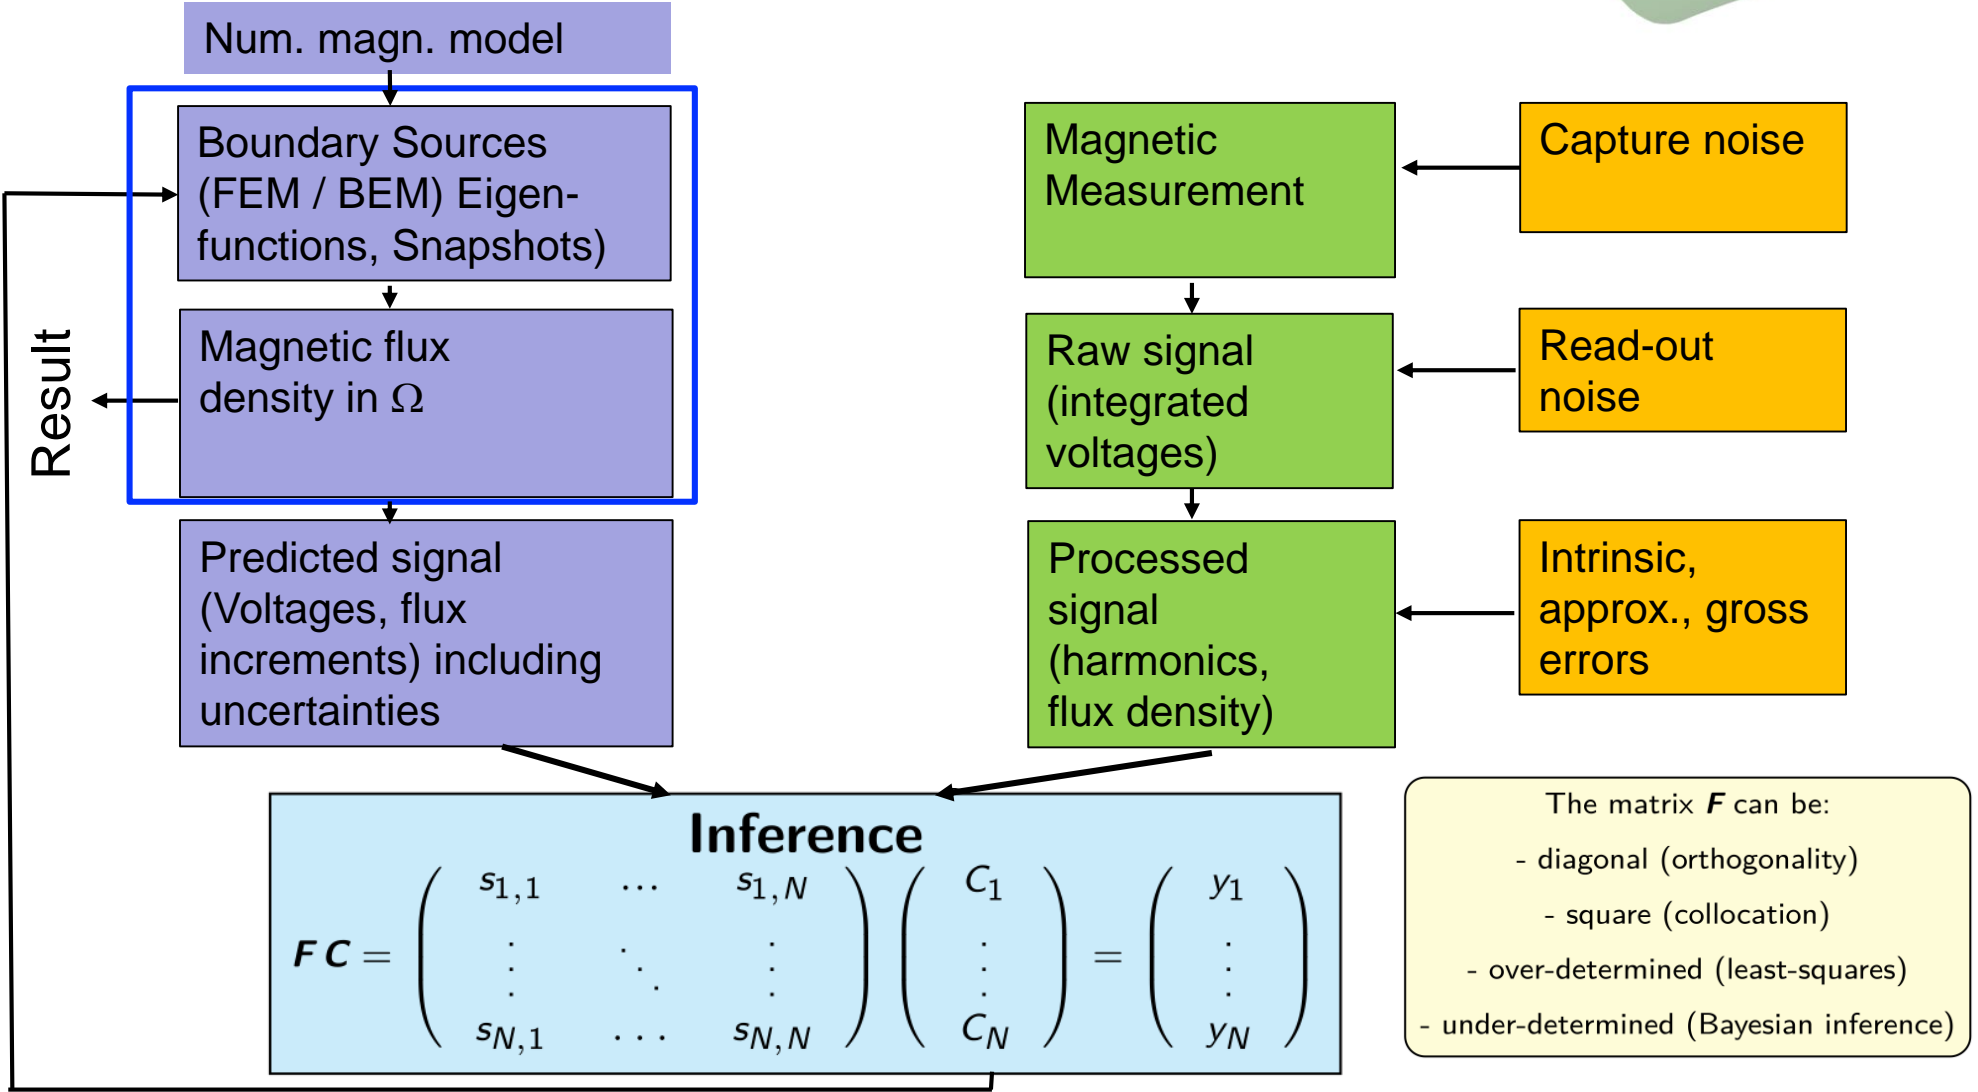 Num. magn. model
Boundary Sources
(FEM / BEM) Eigen-
functions, Snapshots)
Magnetic flux
density in Ω
Result
Predicted signal
(Voltages, flux
increments) including
uncertainties
Magnetic
Measurement
Raw signal
(integrated
voltages)
Processed
signal
(harmonics,
flux density)
Capture noise
Read-out
noise
Intrinsic,
approx., gross
errors
Inference
s1,1 … s1,N C1 y1
F C = ( ⋮ ⋱ ⋮ ) ( ⋮ ) = ( ⋮ )
sN,1 … sN,N CN yN
The matrix F can be:
- diagonal (orthogonality)
- square (collocation)
- over-determined (least-squares)
- under-determined (Bayesian inference)